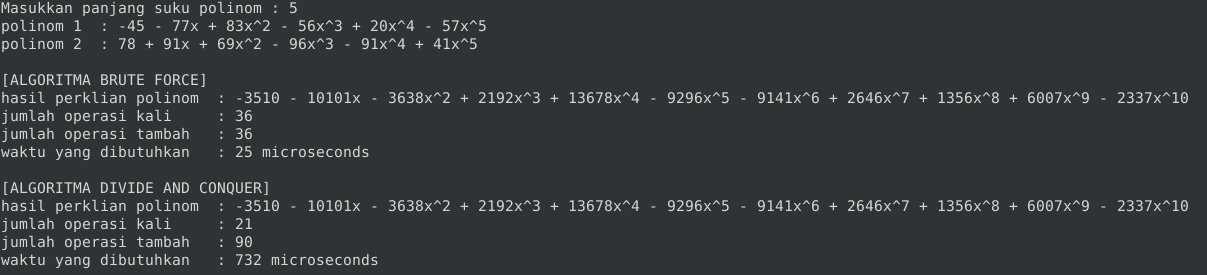 Masukkan panjang suku polinom : 5
polinom 1  : -45 - 77x + 83x^2 - 56x^3 + 20x^4 - 57x^5
polinom 2  : 78 + 91x + 69x^2 - 96x^3 - 91x^4 + 41x^5
[ALGORITMA BRUTE FORCE]
hasil perklian polinom  : -3510 - 10101x - 3638x^2 + 2192x^3 + 13678x^4 - 9296x^5 - 9141x^6 + 2646x^7 + 1356x^8 + 6007x^9 - 2337x^10
jumlah operasi kali     : 36
jumlah operasi tambah   : 36
waktu yang dibutuhkan   : 25 microseconds
[ALGORITMA DIVIDE AND CONQUER]
hasil perklian polinom  : -3510 - 10101x - 3638x^2 + 2192x^3 + 13678x^4 - 9296x^5 - 9141x^6 + 2646x^7 + 1356x^8 + 6007x^9 - 2337x^10
jumlah operasi kali     : 21
jumlah operasi tambah   : 90
waktu yang dibutuhkan   : 732 microseconds